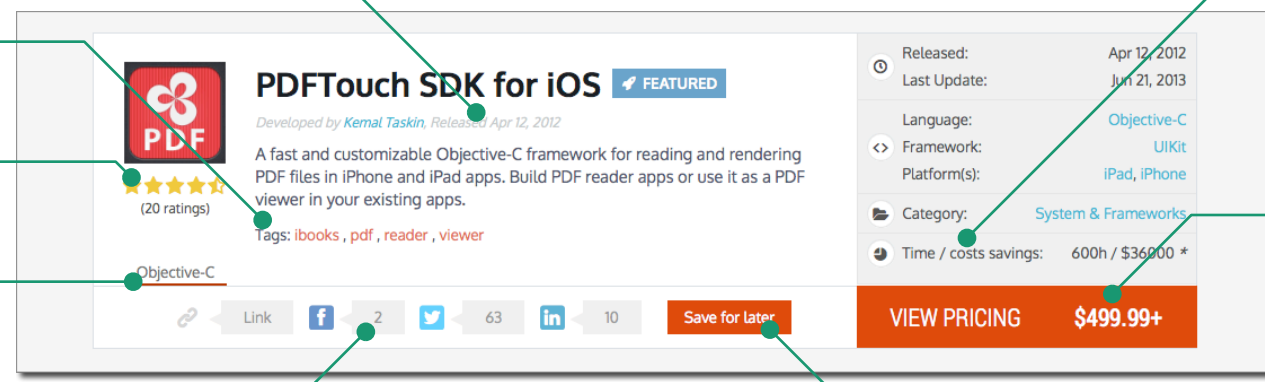 PDFTouch SDK for iOS FEATURED
Developed by Kemal Taskin, Released Apr 12, 2012
A fast and customizable Objective-C framework for reading and rendering
PDF files in iPhone and iPad apps. Build PDF reader apps or use it as a PDF
viewer in your existing apps.
Tags: ibooks , pdf , reader , viewer
PDF
(20 ratings)
Objective-C
Link f 2 63 in 10 Save for later
Released: Apr 12, 2012
Last Update: Jun 21, 2013
Language: Objective-C
Framework: UIKit
Platform(s): iPad, iPhone
Category: System & Frameworks
Time / costs savings: 600h / $36000 *
VIEW PRICING $499.99+